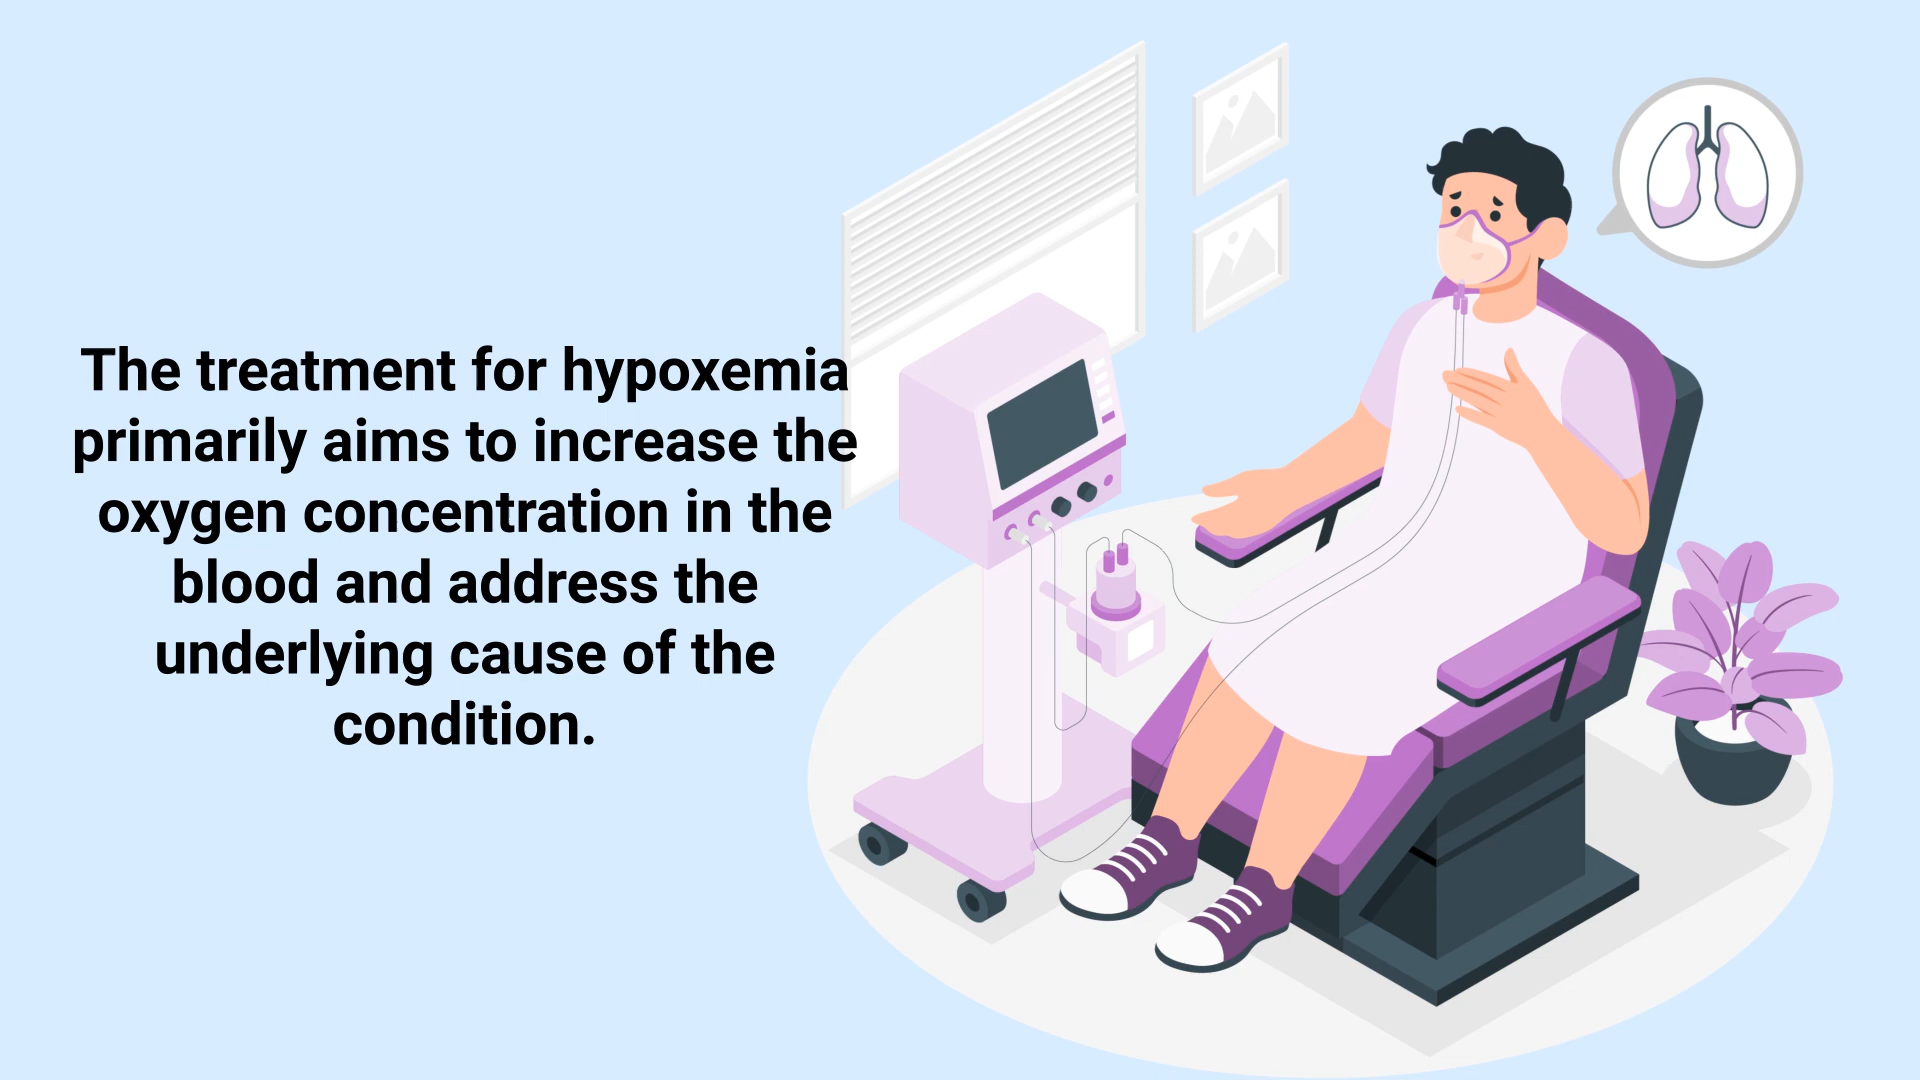 The treatment for hypoxemia
primarily aims to increase the
oxygen concentration in the
blood and address the
underlying cause of the
condition.